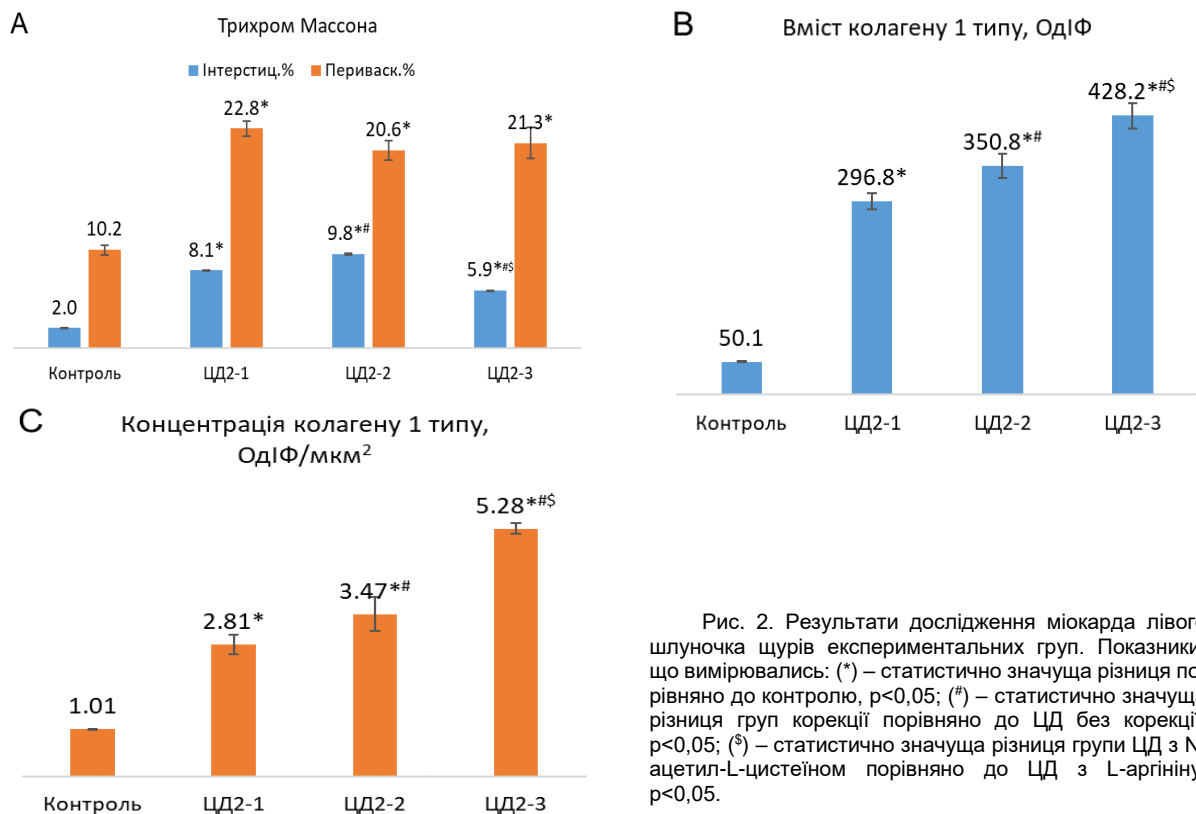 A
Трихром Массона
Інтерстиц.% Периваск.%
2.0 10.2 8.1* 22.8* 9.8*# 20.6* 5.9*#$ 21.3*
Контроль ЦД2-1 ЦД2-2 ЦД2-3
B
Вміст колагену 1 типу, ОдІФ
50.1 296.8* 350.8*# 428.2*#$
Контроль ЦД2-1 ЦД2-2 ЦД2-3
C
Концентрація колагену 1 типу,
ОдІФ/мкм²
1.01 2.81* 3.47*# 5.28*#$
Контроль ЦД2-1 ЦД2-2 ЦД2-3
Рис. 2. Результати дослідження міокарда лівого
шлуночка щурів експериментальних груп. Показники
що вимірювались: (*) – статистично значуща різниця по
рівняно до контролю, p<0,05; (#) – статистично значуща
різниця груп корекції порівняно до ЦД без корекції
p<0,05; ($) – статистично значуща різниця групи ЦД з N
ацетил-L-цистеїном порівняно до ЦД з L-аргініну
p<0,05.